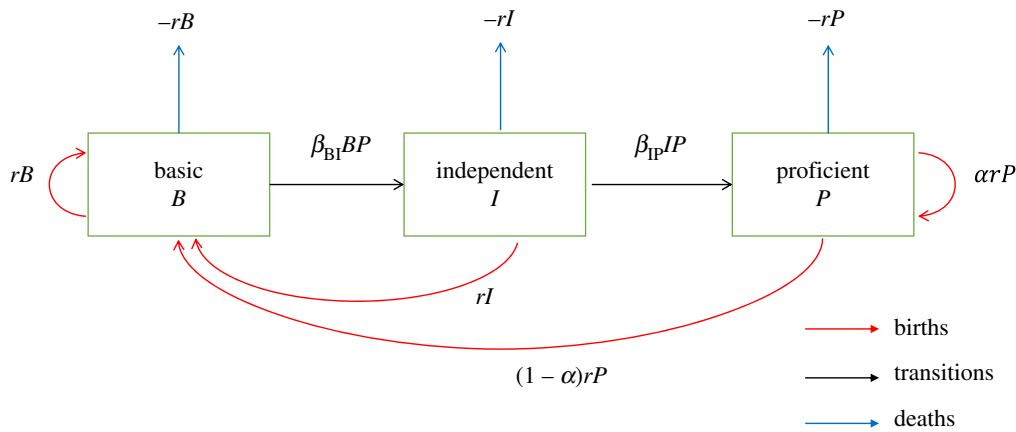 –rB
–rI
–rP
rB
basic
B
β_BI BP
independent
I
β_IP IP
proficient
P
αrP
rI
(1 – α)rP
births
transitions
deaths